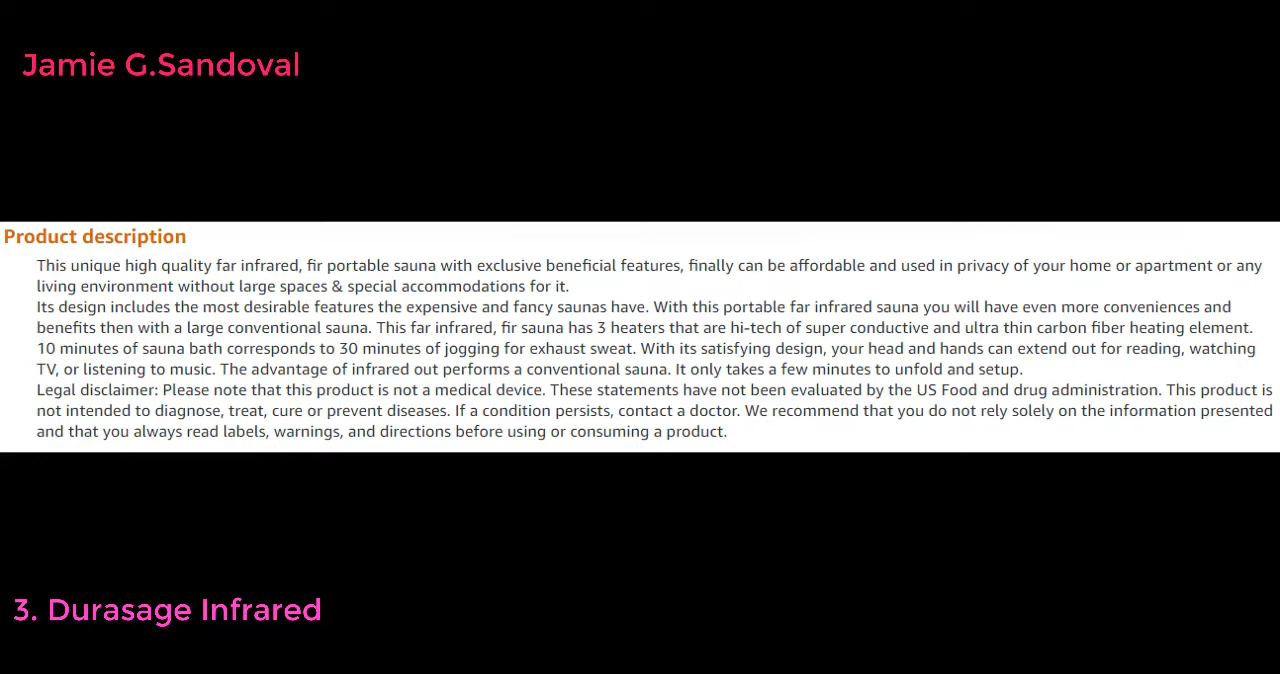 Jamie G.Sandoval
Product description
This unique high quality far infrared, fir portable sauna with exclusive beneficial features, finally can be affordable and used in privacy of your home or apartment or any
living environment without large spaces & special accommodations for it.
Its design includes the most desirable features the expensive and fancy saunas have. With this portable far infrared sauna you will have even more conveniences and
benefits then with a large conventional sauna. This far infrared, fir sauna has 3 heaters that are hi-tech of super conductive and ultra thin carbon fiber heating element.
10 minutes of sauna bath corresponds to 30 minutes of jogging for exhaust sweat. With its satisfying design, your head and hands can extend out for reading, watching
TV, or listening to music. The advantage of infrared out performs a conventional sauna. It only takes a few minutes to unfold and setup.
Legal disclaimer: Please note that this product is not a medical device. These statements have not been evaluated by the US Food and drug administration. This product is
not intended to diagnose, treat, cure or prevent diseases. If a condition persists, contact a doctor. We recommend that you do not rely solely on the information presented
and that you always read labels, warnings, and directions before using or consuming a product.
3. Durasage Infrared